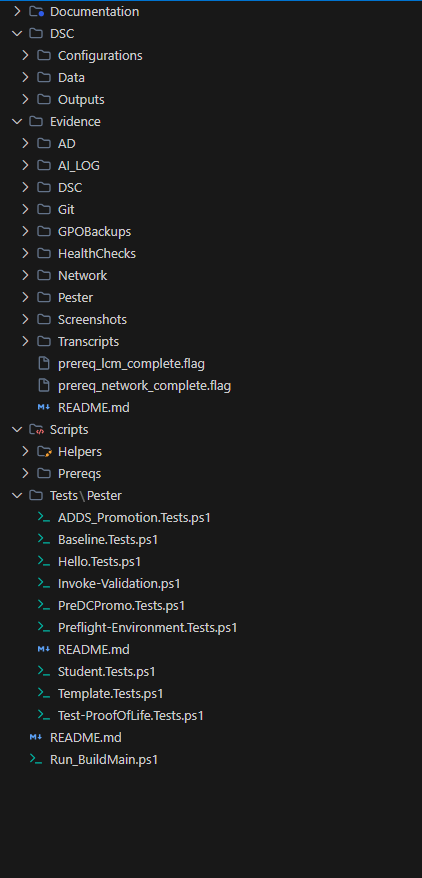 Documentation
DSC
Configurations
Data
Outputs
Evidence
AD
AI_LOG
DSC
Git
GPOBackups
HealthChecks
Network
Pester
Screenshots
Transcripts
prereq_lcm_complete.flag
prereq_network_complete.flag
README.md
Scripts
Helpers
Prereqs
Tests\Pester
ADDS_Promotion.Tests.ps1
Baseline.Tests.ps1
Hello.Tests.ps1
Invoke-Validation.ps1
PreDCPromo.Tests.ps1
Preflight-Environment.Tests.ps1
README.md
Student.Tests.ps1
Template.Tests.ps1
Test-ProofOfLife.Tests.ps1
README.md
Run_BuildMain.ps1